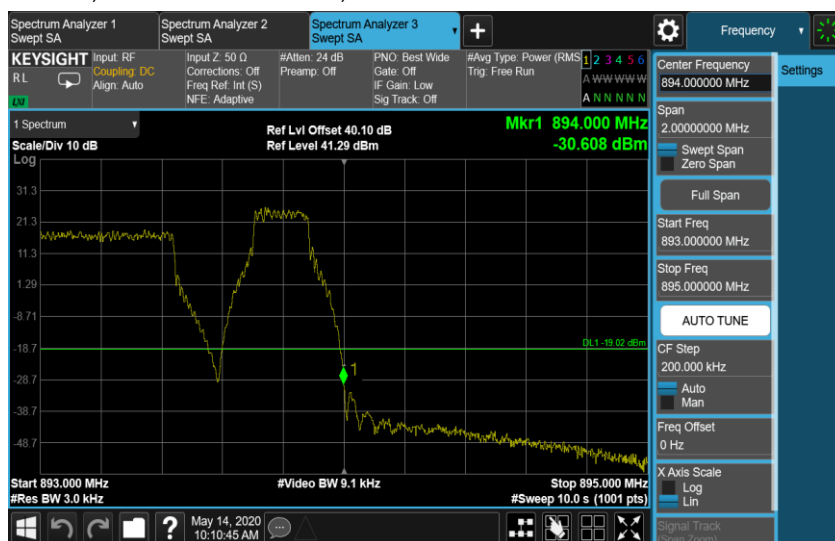 Spectrum Analyzer 1
Swept SA
Spectrum Analyzer 2
Swept SA
Spectrum Analyzer 3
Swept SA
Frequency
KEYSIGHT
R L
LXI
Input: RF
Coupling: DC
Align: Auto
Input Z: 50 Ω
Corrections: Off
Freq Ref: Int (S)
NFE: Adaptive
#Atten: 24 dB
Preamp: Off
PNO: Best Wide
Gate: Off
IF Gain: Low
Sig Track: Off
#Avg Type: Power (RMS
Trig: Free Run
1 2 3 4 5 6
A W W W W W
A N N N N N
1 Spectrum
Scale/Div 10 dB
Log
Ref Lvl Offset 40.10 dB
Ref Level 41.29 dBm
Mkr1 894.000 MHz
-30.608 dBm
31.3
21.3
11.3
1.29
-8.71
-18.7
-28.7
-38.7
-48.7
DL1 -19.02 dBm
1
Start 893.000 MHz
#Res BW 3.0 kHz
#Video BW 9.1 kHz
Stop 895.000 MHz
#Sweep 10.0 s (1001 pts)
?
May 14, 2020
10:10:45 AM
Center Frequency
894.000000 MHz
Settings
Span
2.00000000 MHz
Swept Span
Zero Span
Full Span
Start Freq
893.000000 MHz
Stop Freq
895.000000 MHz
AUTO TUNE
CF Step
200.000 kHz
Auto
Man
Freq Offset
0 Hz
X Axis Scale
Log
Lin
Signal Track
(Span Zoom)